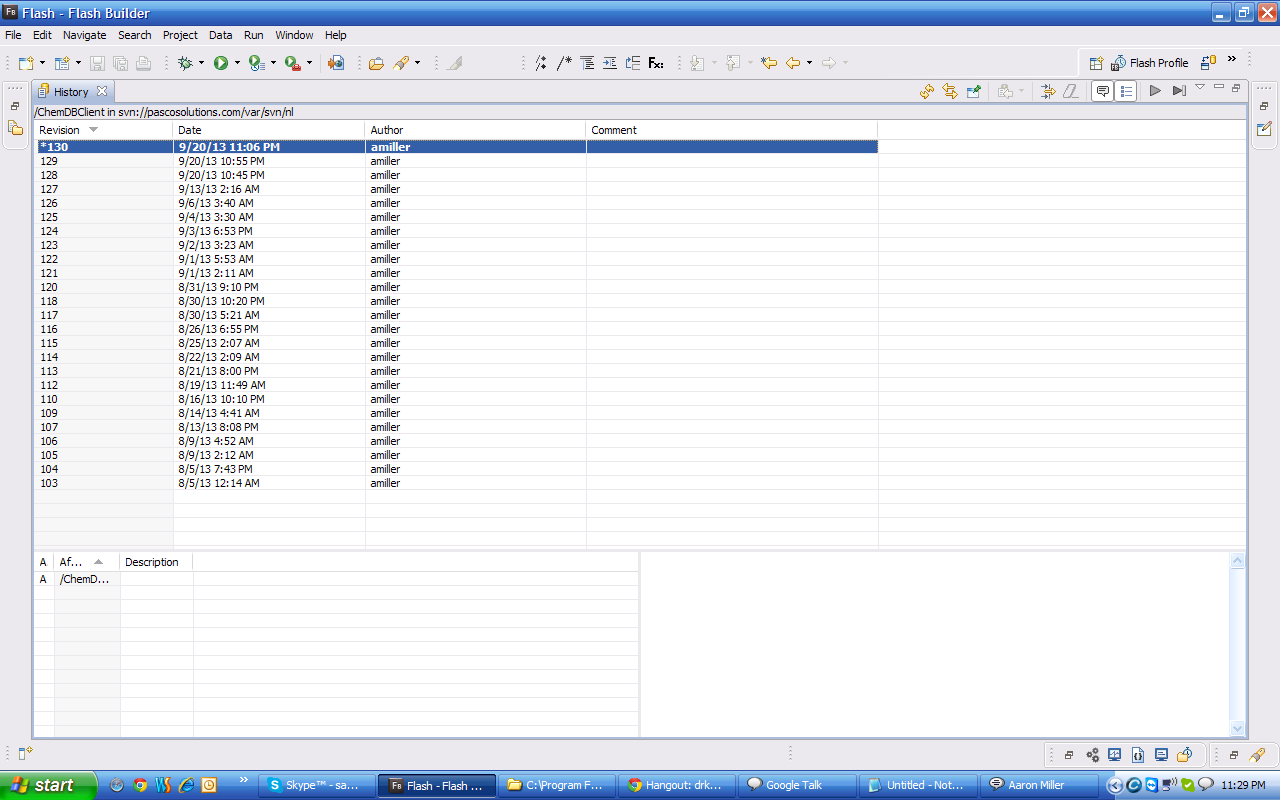 Flash - Flash Builder
File Edit Navigate Search Project Data Run Window Help
Flash Profile
History
/ChemDBClient in svn://pascosolutions.com/var/svn/nl
Revision Date Author Comment
*130 9/20/13 11:06 PM amiller
129 9/20/13 10:55 PM amiller
128 9/20/13 10:45 PM amiller
127 9/13/13 2:16 AM amiller
126 9/6/13 3:40 AM amiller
125 9/4/13 3:30 AM amiller
124 9/3/13 6:53 PM amiller
123 9/2/13 3:23 AM amiller
122 9/1/13 5:53 AM amiller
121 9/1/13 2:11 AM amiller
120 8/31/13 9:10 PM amiller
118 8/30/13 10:20 PM amiller
117 8/30/13 5:21 AM amiller
116 8/26/13 6:55 PM amiller
115 8/25/13 2:07 AM amiller
114 8/22/13 2:09 AM amiller
113 8/21/13 8:00 PM amiller
112 8/19/13 11:49 AM amiller
110 8/16/13 10:10 PM amiller
109 8/14/13 4:41 AM amiller
107 8/13/13 8:08 PM amiller
106 8/9/13 4:52 AM amiller
105 8/9/13 2:12 AM amiller
104 8/5/13 7:43 PM amiller
103 8/5/13 12:14 AM amiller
A Af... Description
A /ChemD...
start Skype™ - sa... Flash - Flash ... C:\Program F... Hangout: drk... Google Talk Untitled - Not... Aaron Miller 11:29 PM